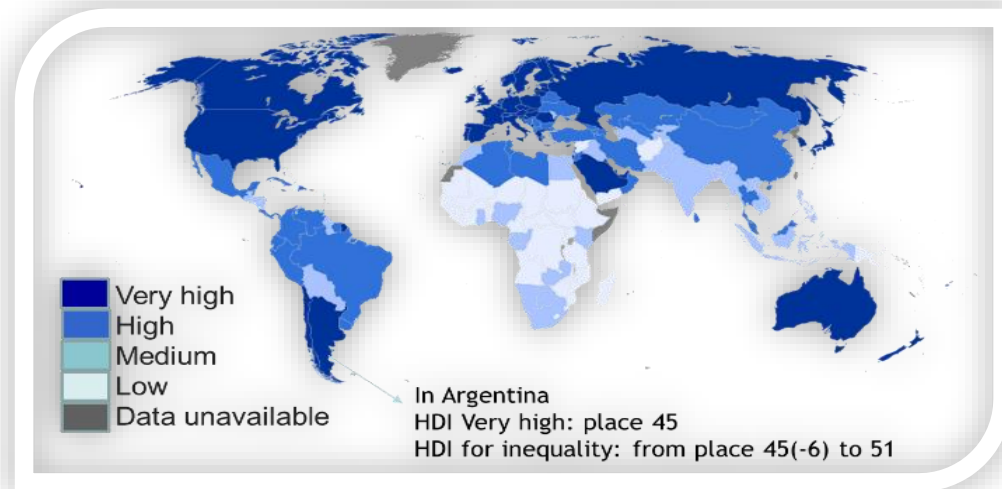 Very high
High
Medium
Low
Data unavailable
In Argentina
HDI Very high: place 45
HDI for inequality: from place 45(-6) to 51